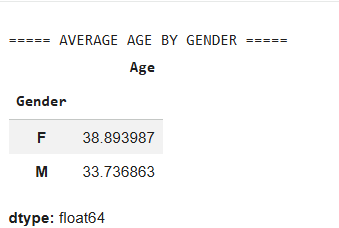 ===== AVERAGE AGE BY GENDER =====
Age
Gender
F 38.893987
M 33.736863
dtype: float64